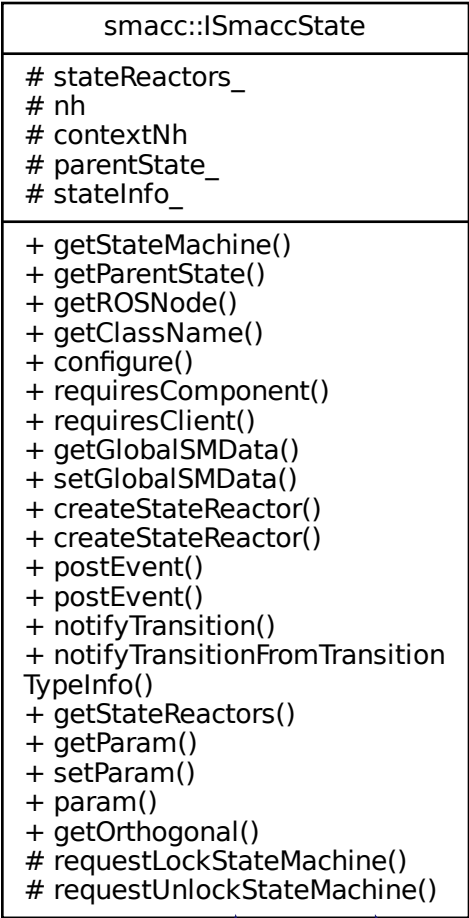 smacc::ISmaccState
# stateReactors_
# nh
# contextNh
# parentState_
# stateInfo_
+ getStateMachine()
+ getParentState()
+ getROSNode()
+ getClassName()
+ configure()
+ requiresComponent()
+ requiresClient()
+ getGlobalSMData()
+ setGlobalSMData()
+ createStateReactor()
+ createStateReactor()
+ postEvent()
+ postEvent()
+ notifyTransition()
+ notifyTransitionFromTransition
TypeInfo()
+ getStateReactors()
+ getParam()
+ setParam()
+ param()
+ getOrthogonal()
# requestLockStateMachine()
# requestUnlockStateMachine()